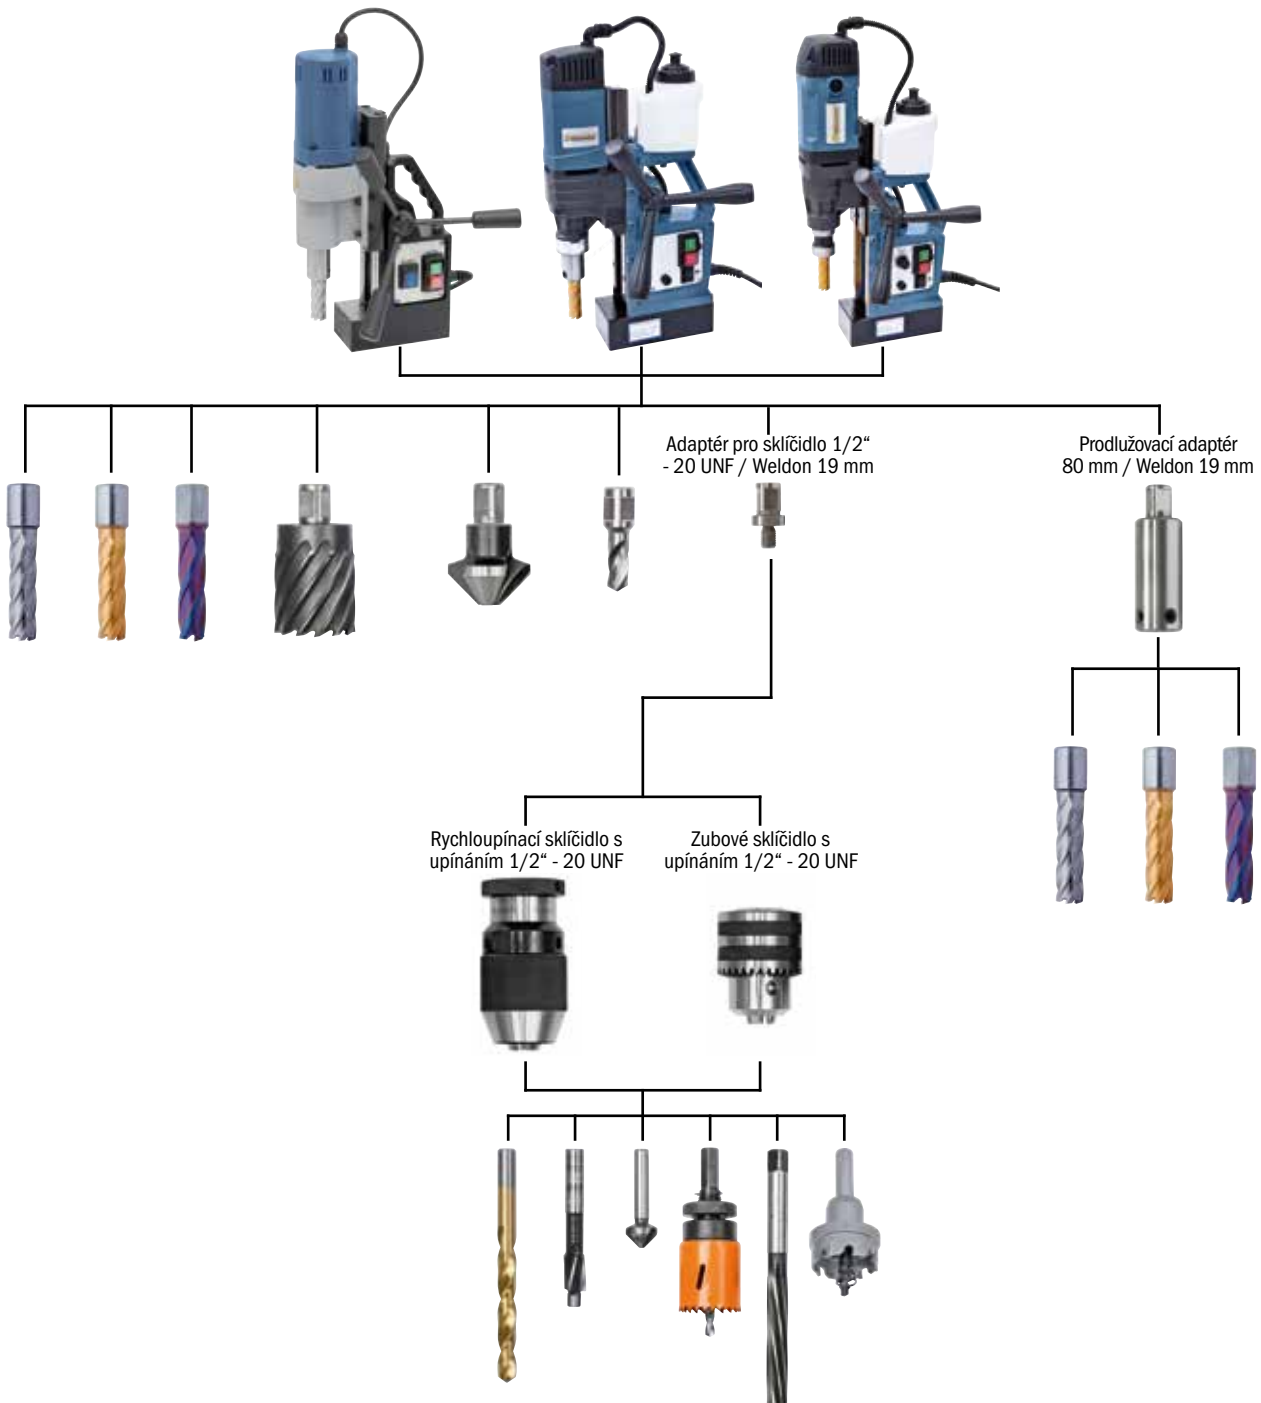 Adaptér pro sklíčidlo 1/2“
- 20 UNF / Weldon 19 mm
Prodlužovací adaptér
80 mm / Weldon 19 mm
Rychloupínací sklíčidlo s
upínáním 1/2“ - 20 UNF
Zubové sklíčidlo s
upínáním 1/2“ - 20 UNF